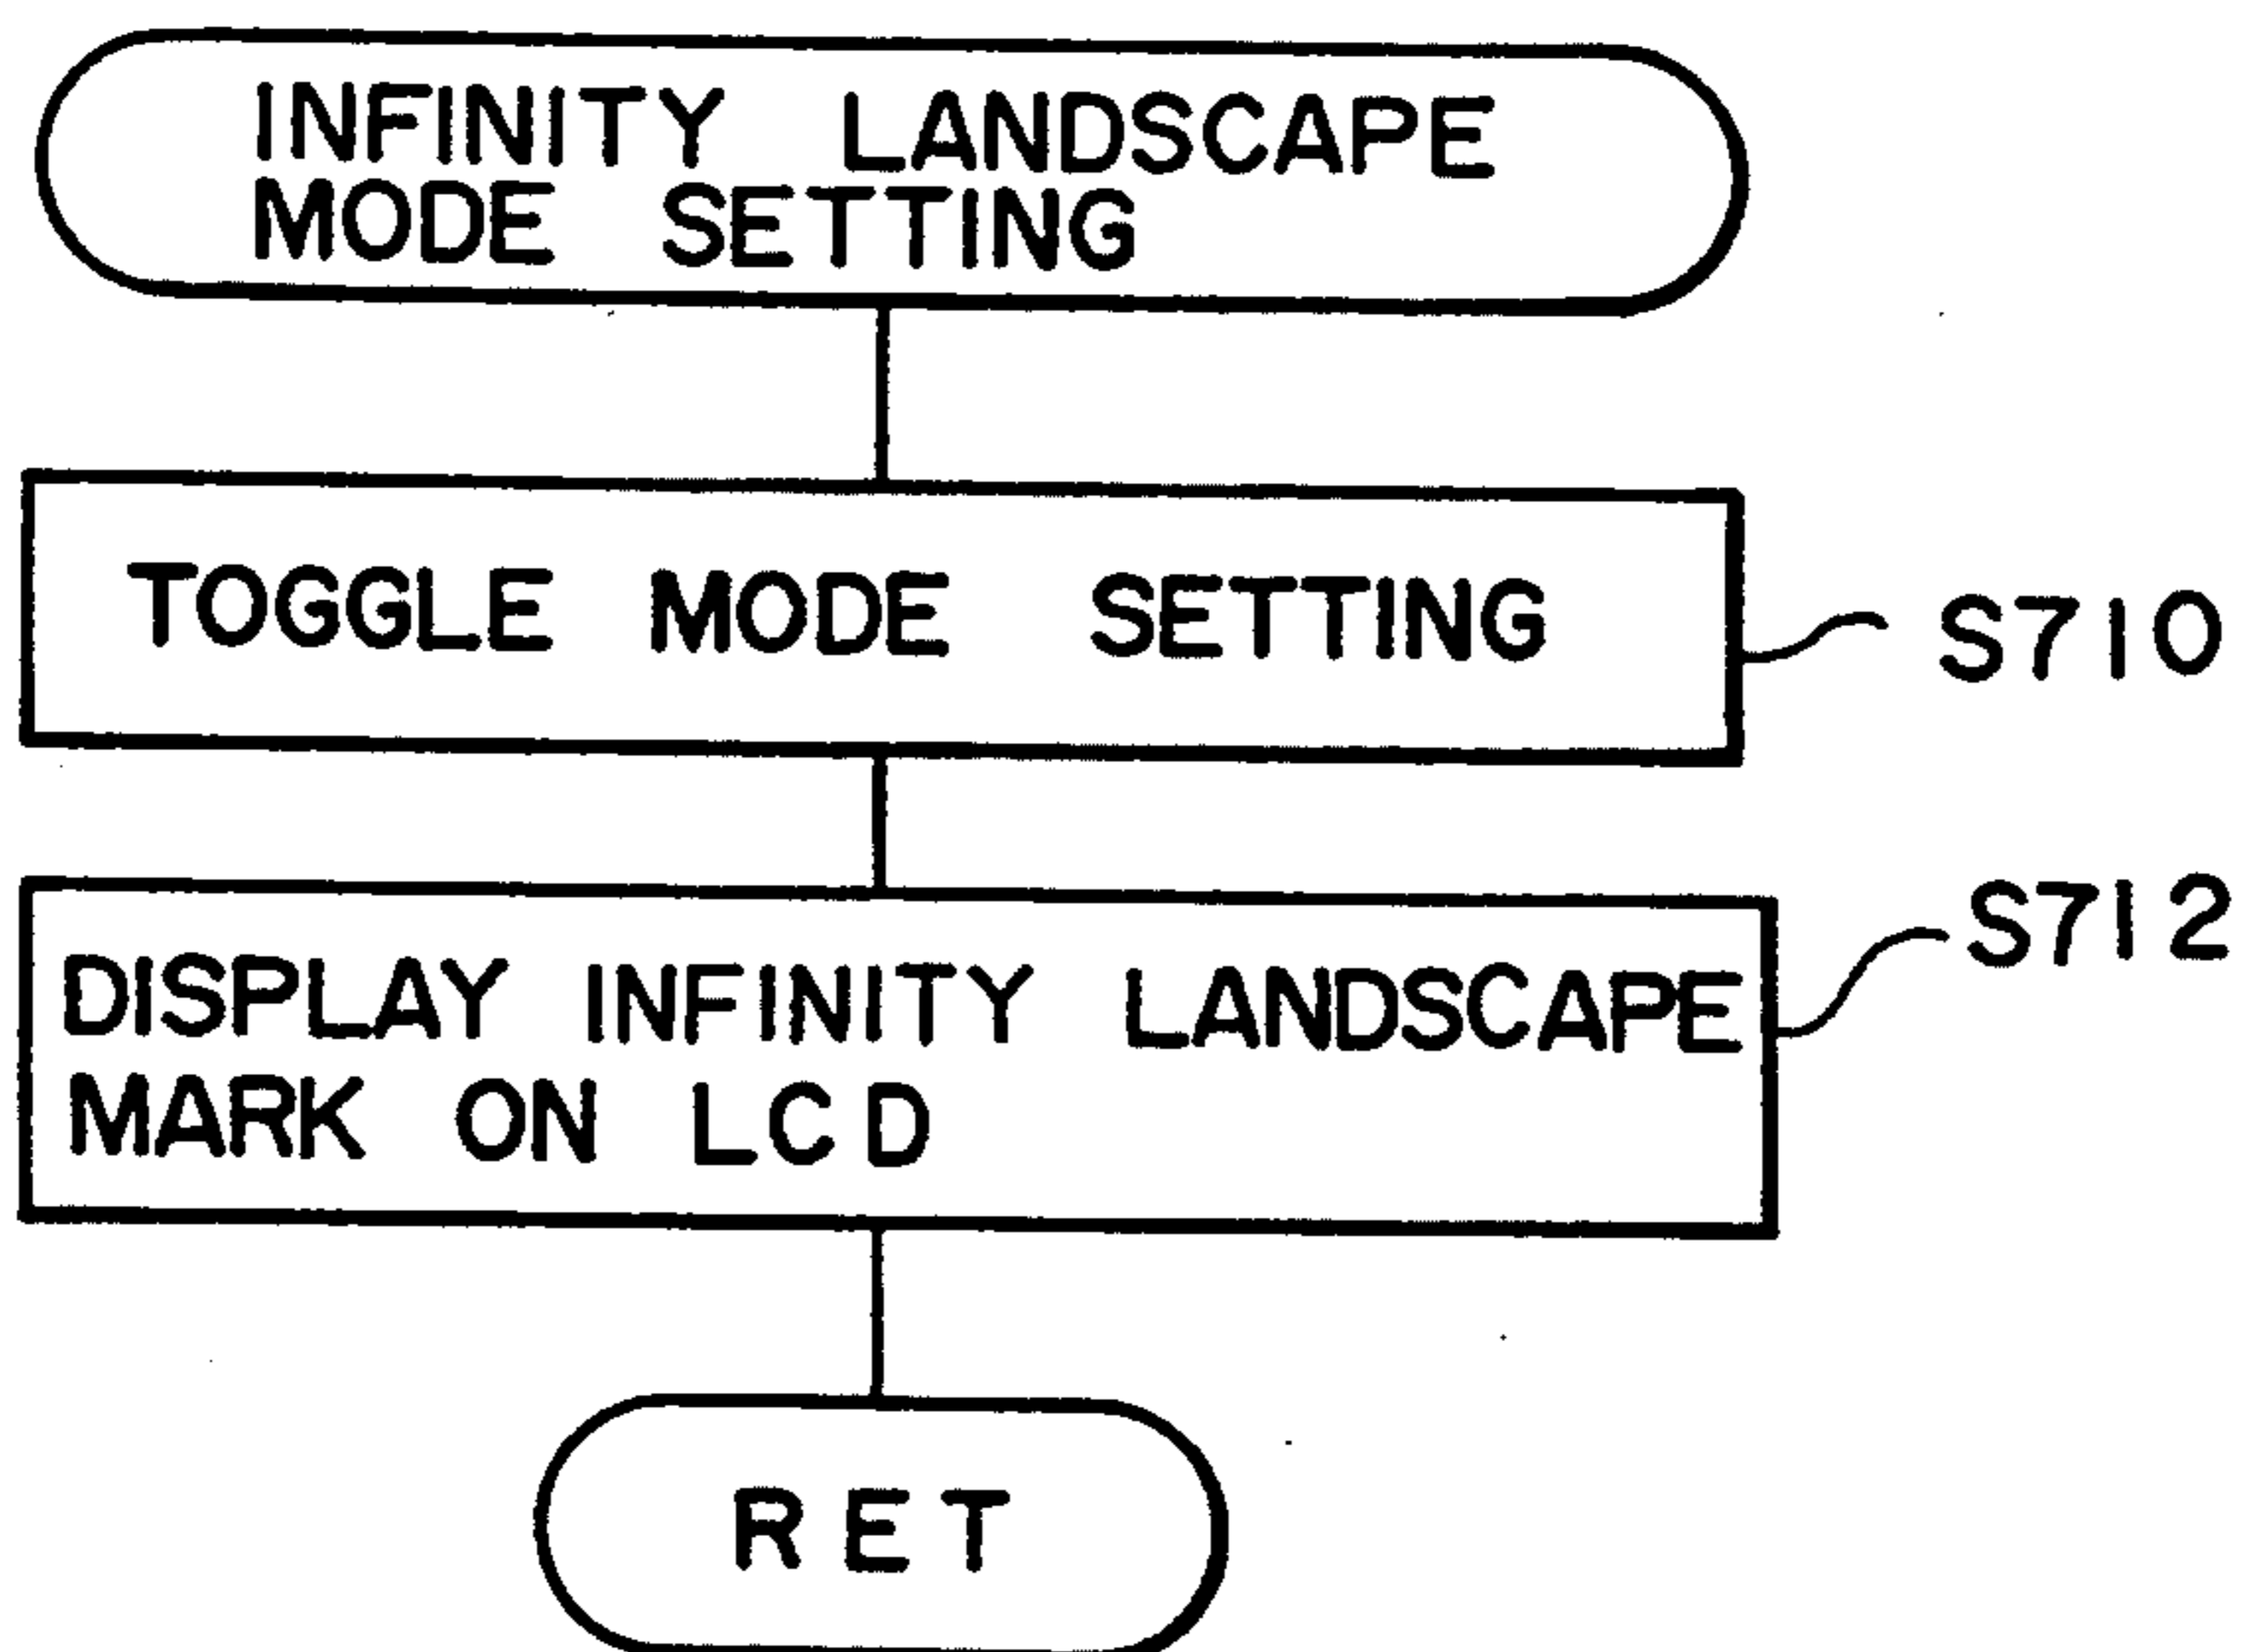 INFINITY LANDSCAPE
MODE SETTING
TOGGLE MODE SETTING
S710
S712
DISPLAY INFINITY LANDSCAPE
MARK ON LCD
RET